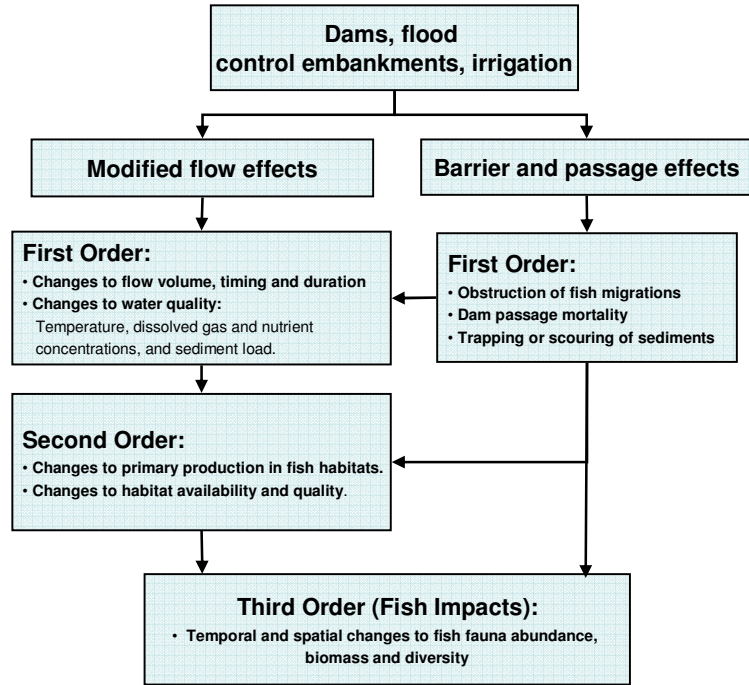 Dams, flood
control embankments, irrigation
Modified flow effects
Barrier and passage effects
First Order:
• Changes to flow volume, timing and duration
• Changes to water quality:
Temperature, dissolved gas and nutrient
concentrations, and sediment load.
First Order:
• Obstruction of fish migrations
• Dam passage mortality
• Trapping or scouring of sediments
Second Order:
• Changes to primary production in fish habitats.
• Changes to habitat availability and quality.
Third Order (Fish Impacts):
• Temporal and spatial changes to fish fauna abundance,
biomass and diversity